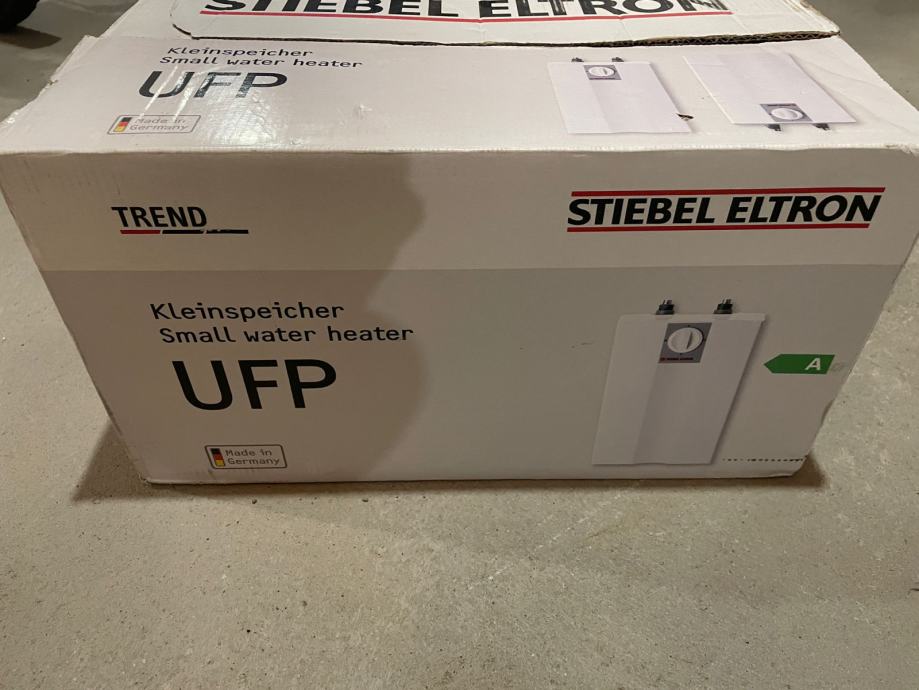 STIEBEL ELTRON
Kleinspeicher
Small water heater
UFP
Made in
Germany
TREND
STIEBEL ELTRON
Kleinspeicher
Small water heater
UFP
A
Made in
Germany